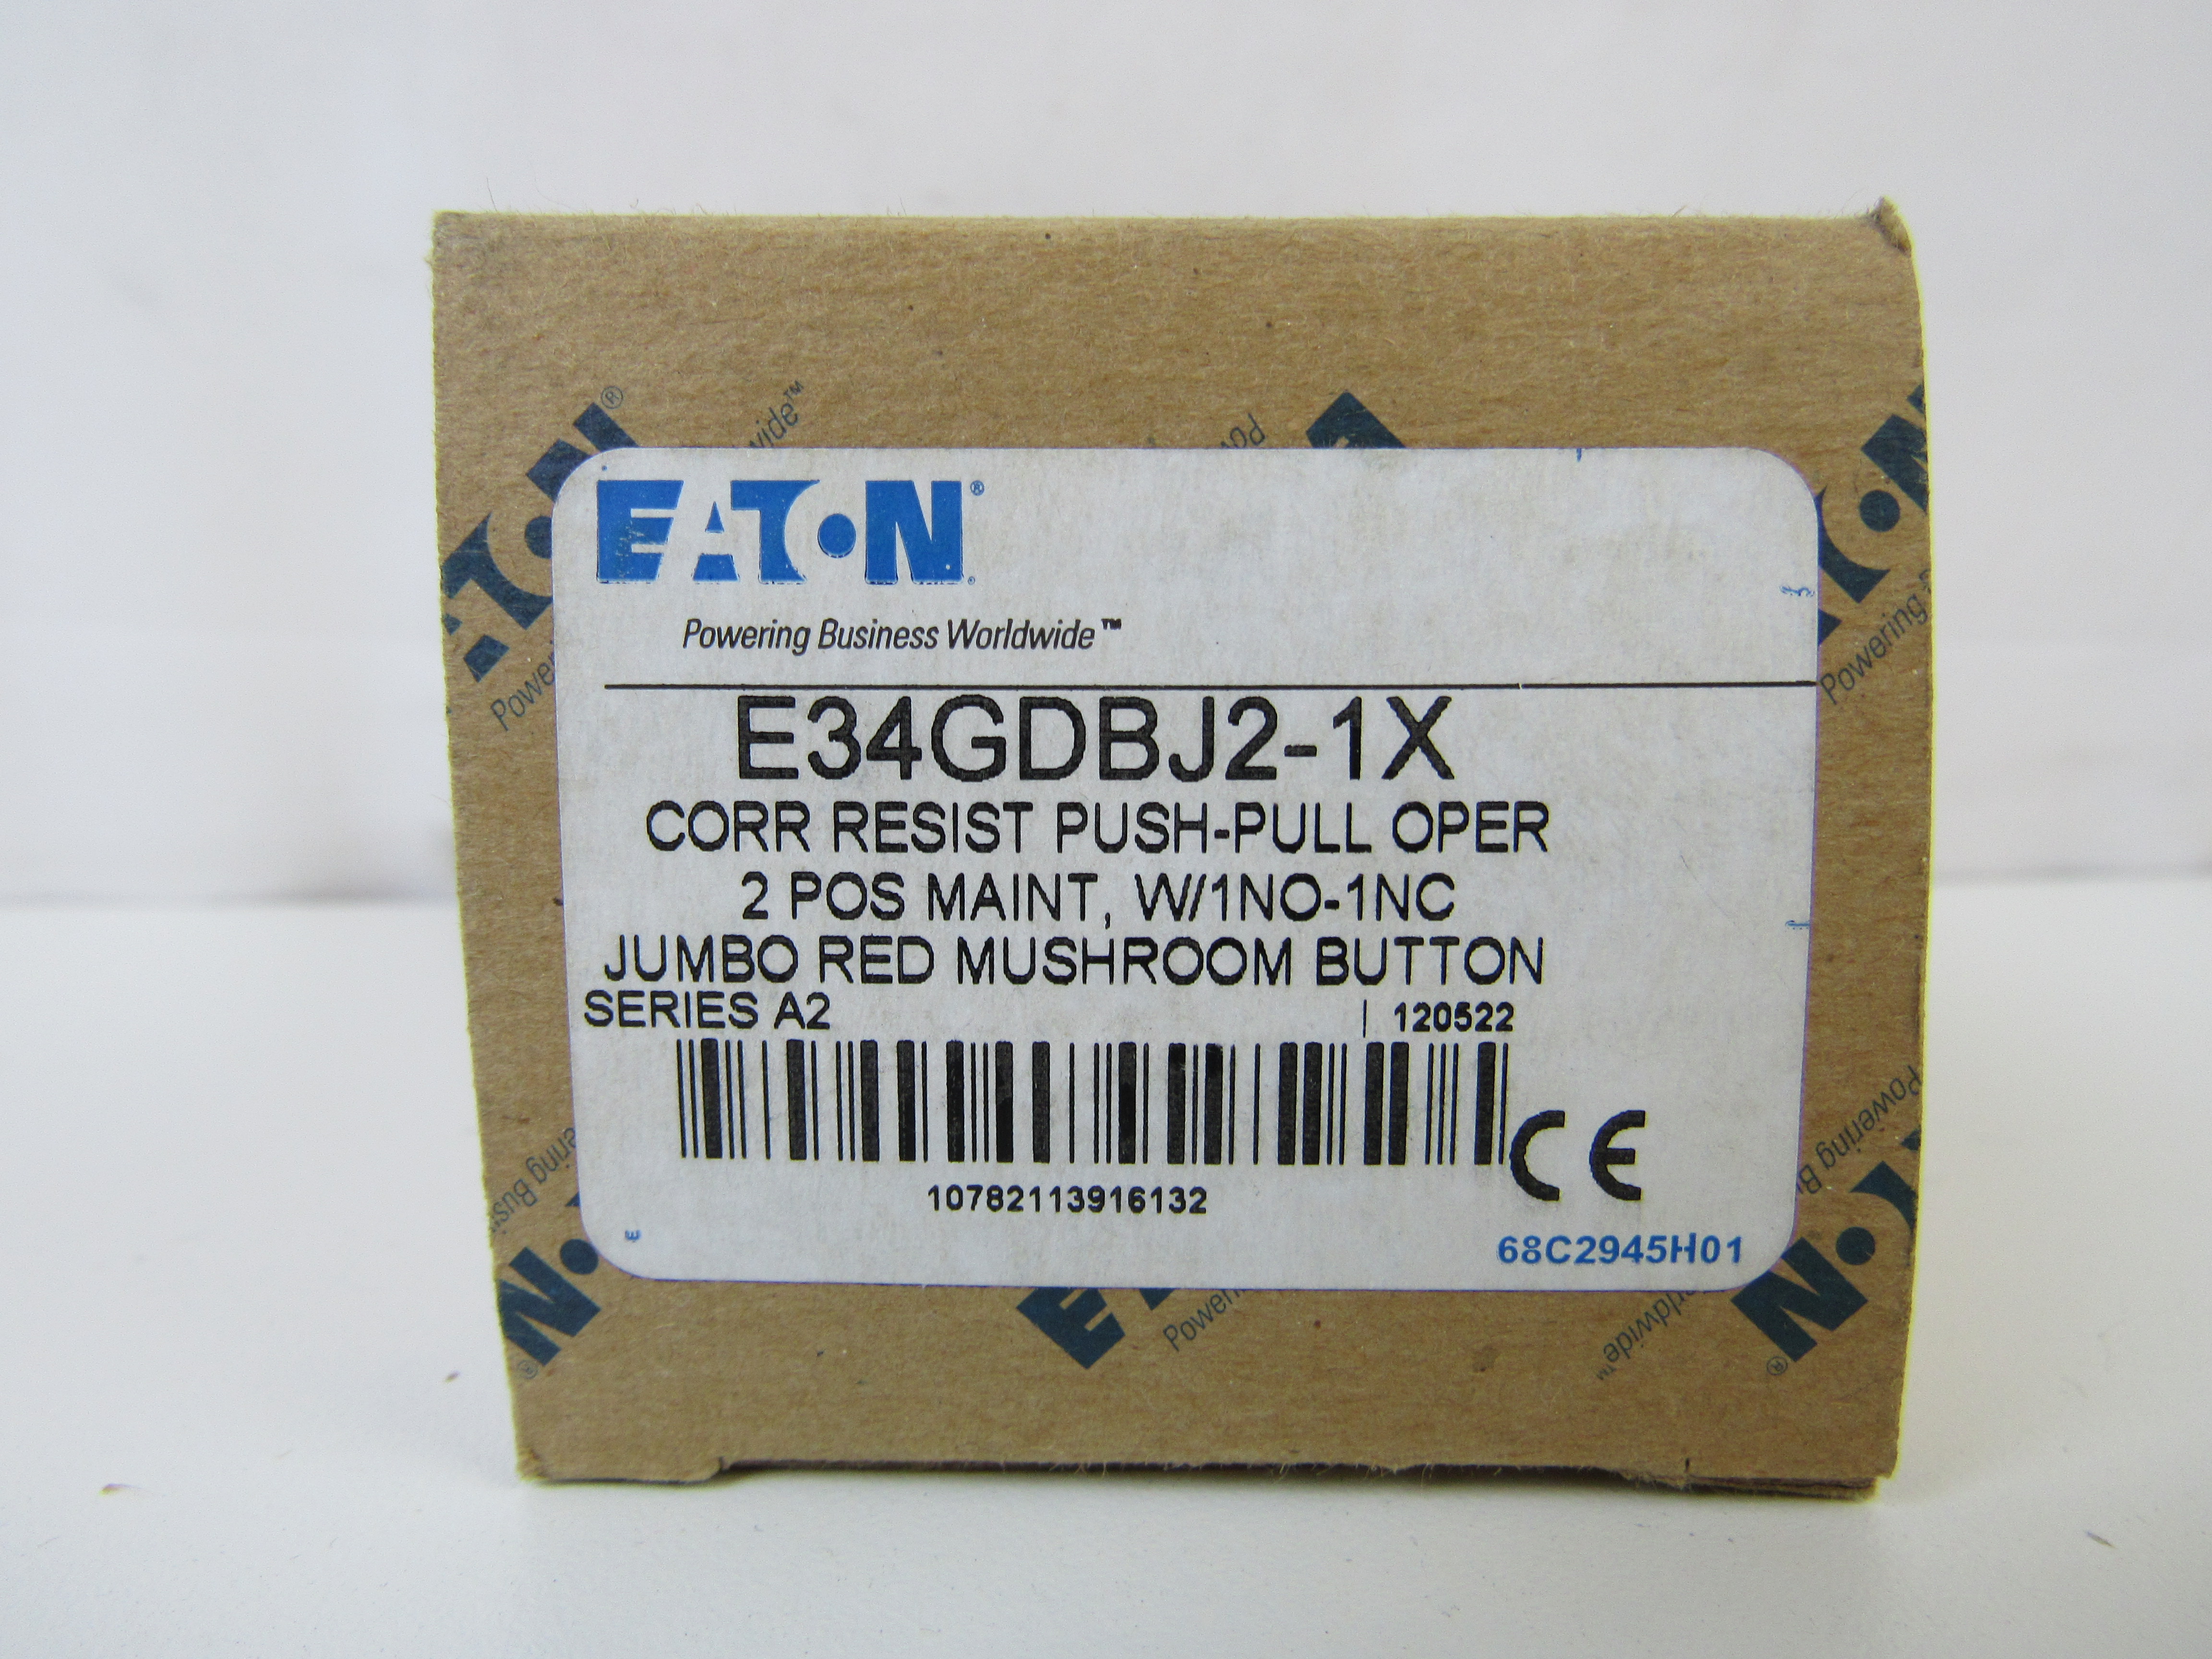 EATON®
Powering Business Worldwide™
E34GDBJ2-1X
CORR RESIST PUSH-PULL OPER
2 POS MAINT, W/1NO-1NC
JUMBO RED MUSHROOM BUTTON
SERIES A2 | 120522
10782113916132
CE
E 68C2945H01